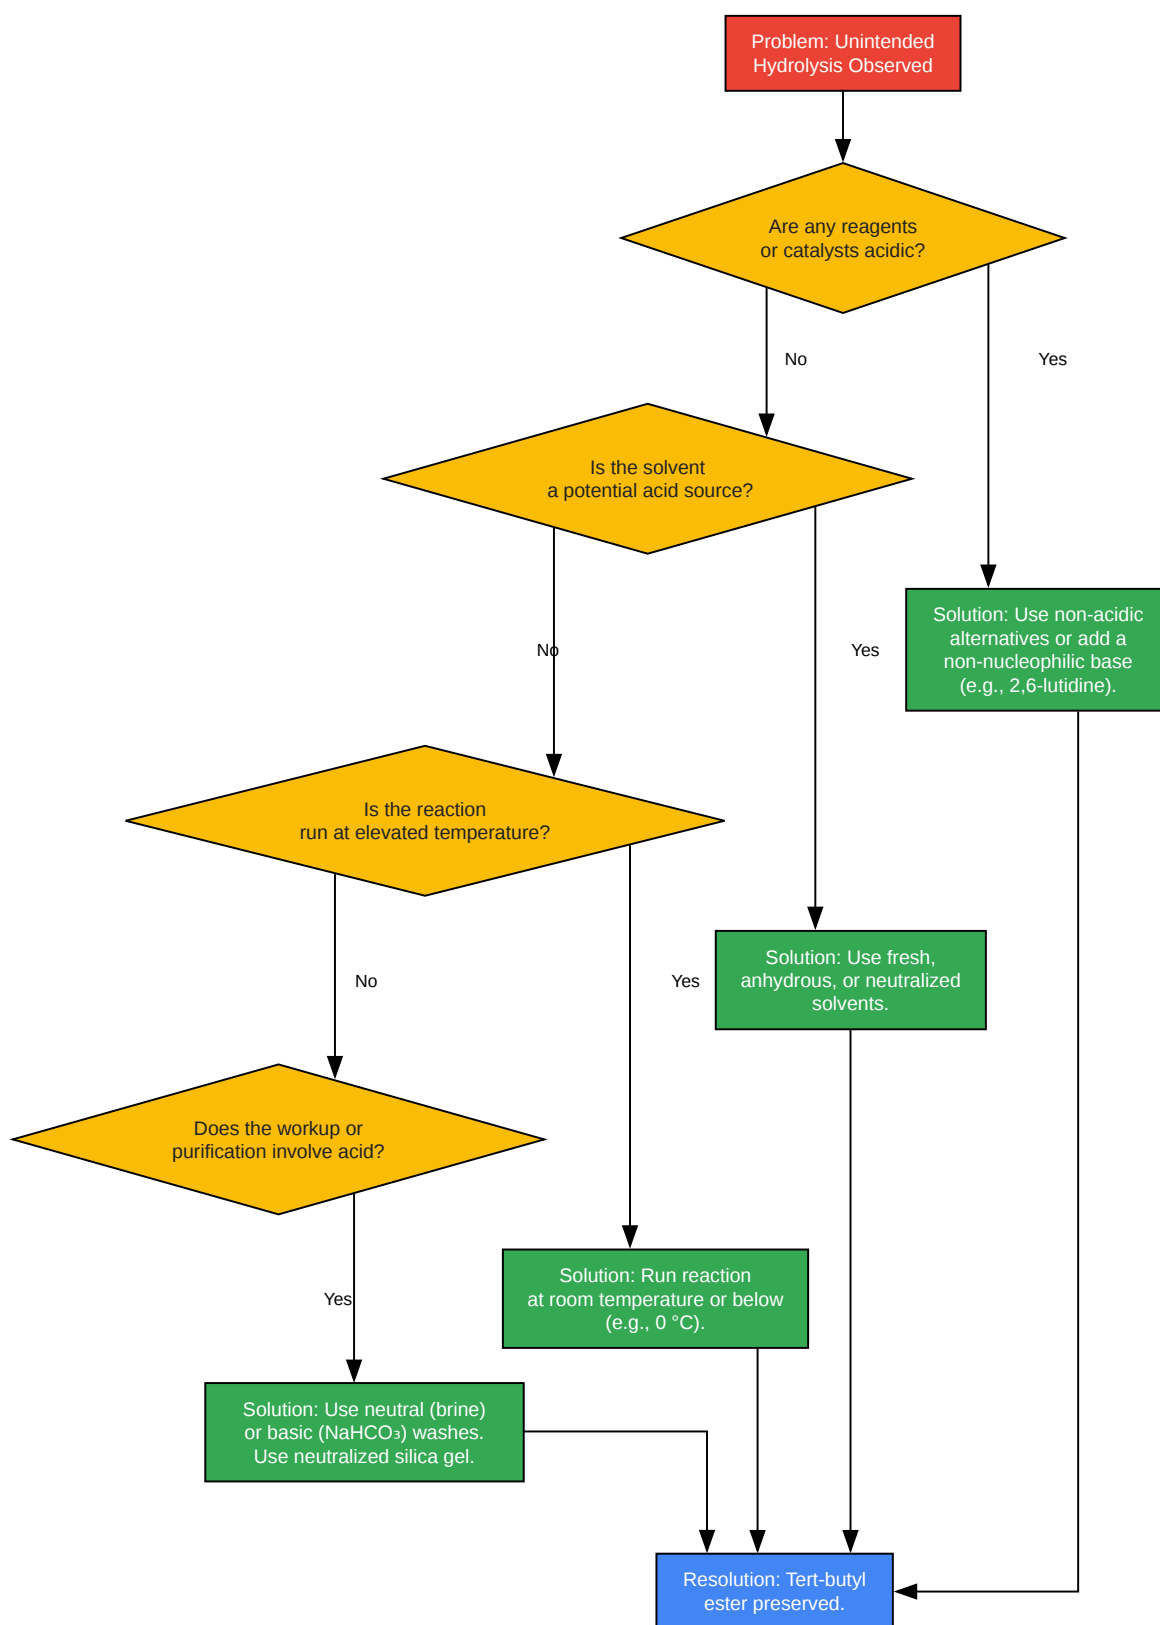 Problem: Unintended
Hydrolysis Observed
Are any reagents
or catalysts acidic?
No
Yes
Is the solvent
a potential acid source?
No
Yes
Solution: Use non-acidic
alternatives or add a
non-nucleophilic base
(e.g., 2,6-lutidine).
Is the reaction
run at elevated temperature?
No
Yes
Solution: Use fresh,
anhydrous, or neutralized
solvents.
Does the workup or
purification involve acid?
Yes
Solution: Run reaction
at room temperature or below
(e.g., 0 °C).
Solution: Use neutral (brine)
or basic (NaHCO₃) washes.
Use neutralized silica gel.
Resolution: Tert-butyl
ester preserved.